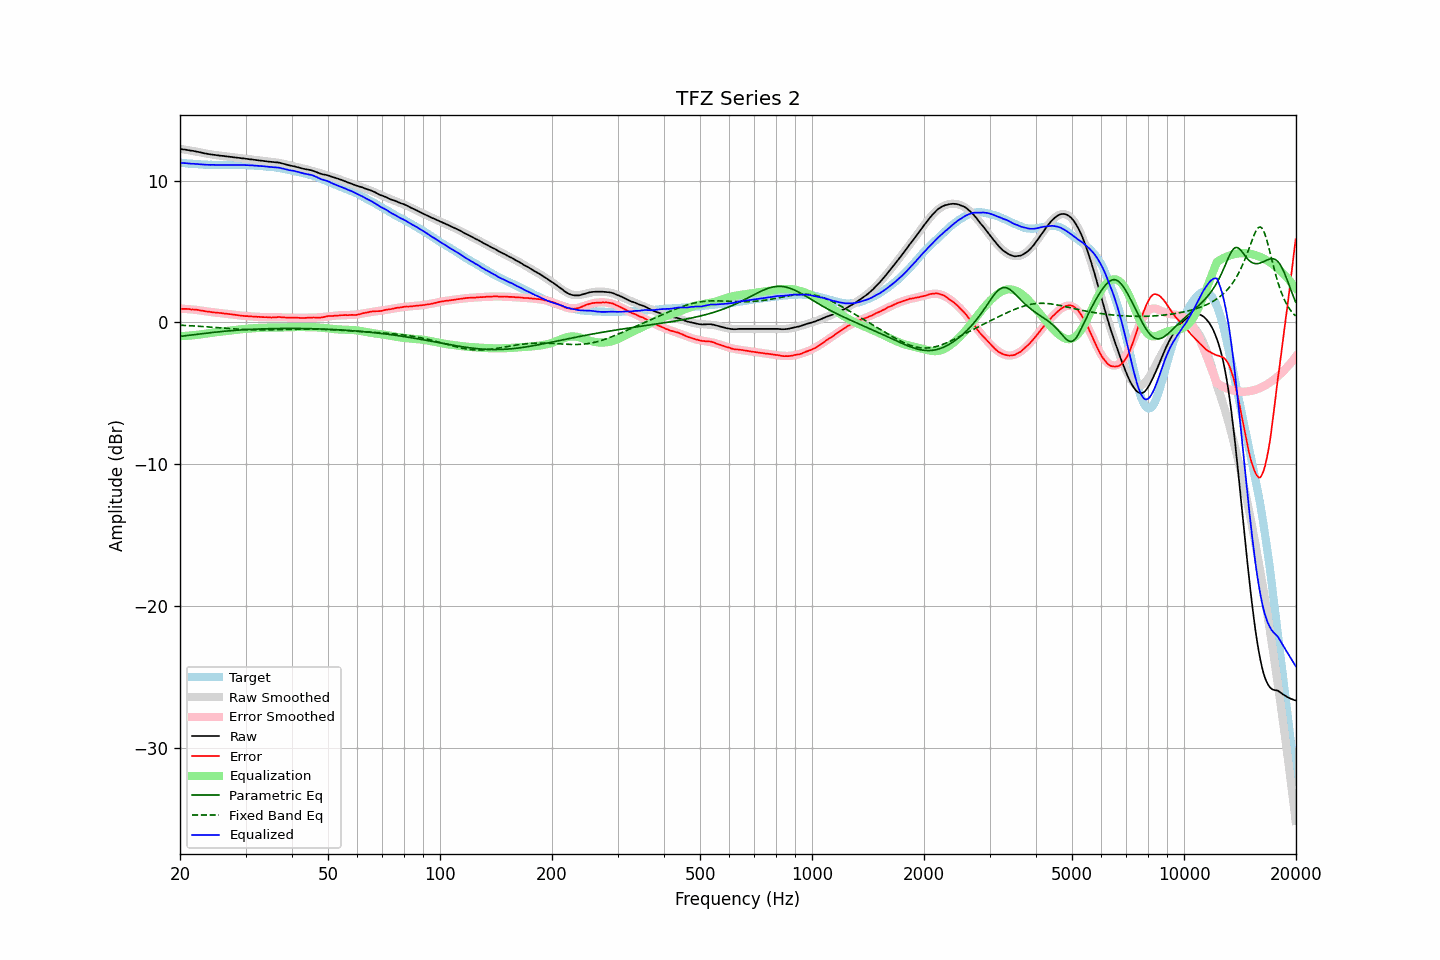 TFZ Series 2
Amplitude (dBr)
10
0
−10
−20
−30
Target
Raw Smoothed
Error Smoothed
Raw
Error
Equalization
Parametric Eq
Fixed Band Eq
Equalized
20 50 100 200 500 1000 2000 5000 10000 20000
Frequency (Hz)